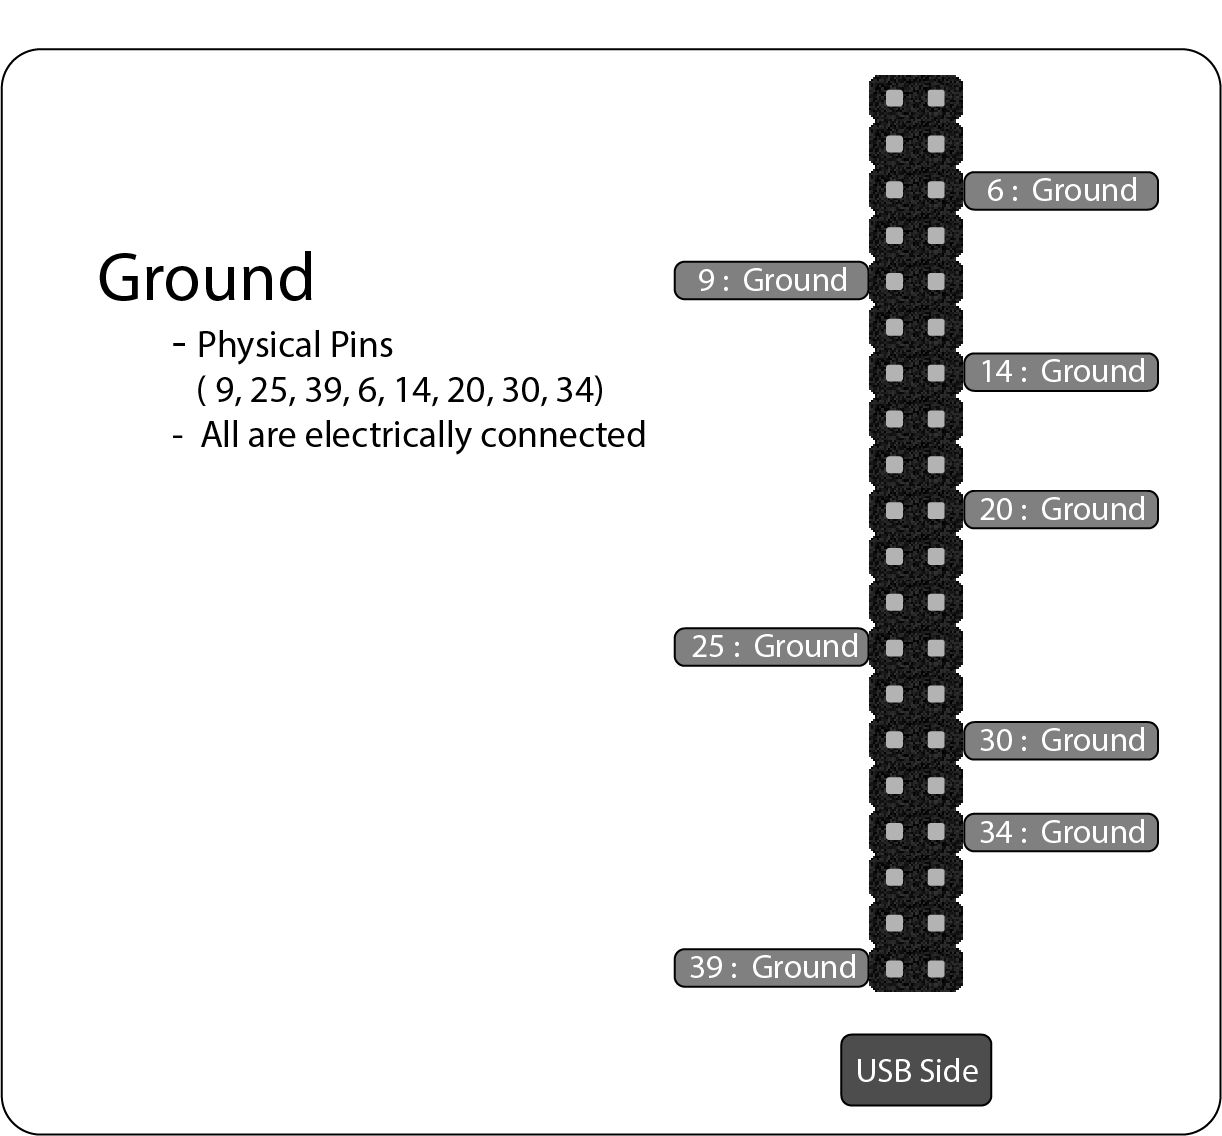 Ground
- Physical Pins
( 9, 25, 39, 6, 14, 20, 30, 34)
- All are electrically connected
6 : Ground
9 : Ground
14 : Ground
20 : Ground
25 : Ground
30 : Ground
34 : Ground
39 : Ground
USB Side